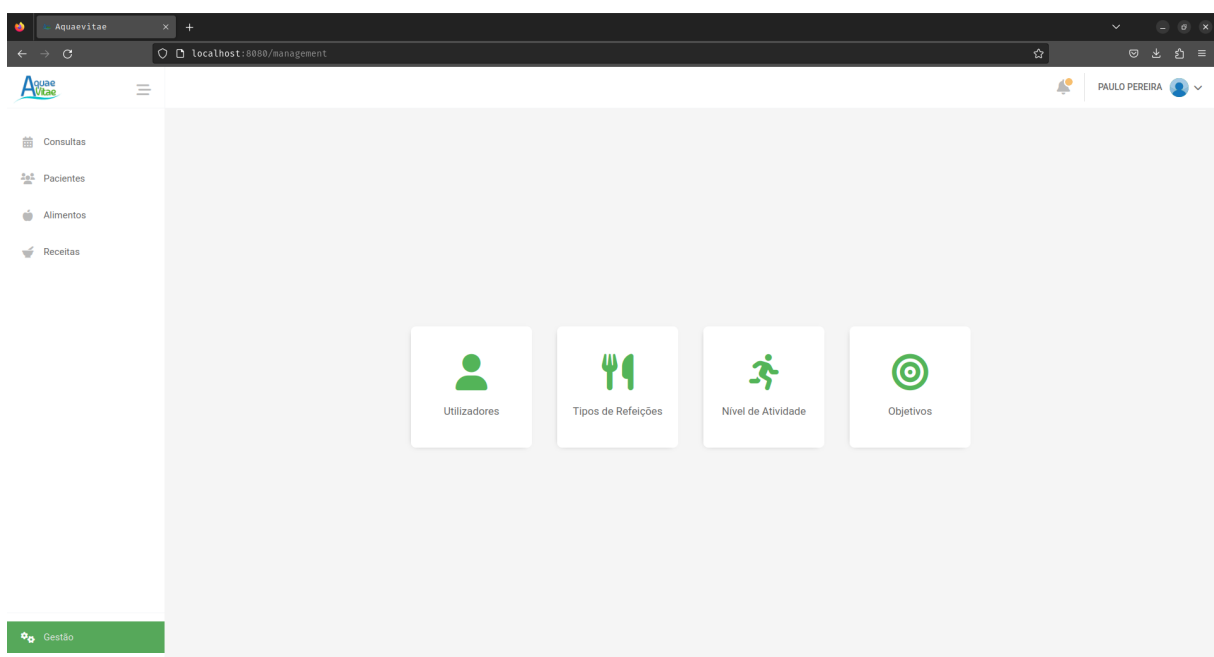 Aquaevitae
localhost:8080/management
Aquae
Vitae
PAULO PEREIRA
Consultas
Pacientes
Alimentos
Receitas
Utilizadores
Tipos de Refeições
Nível de Atividade
Objetivos
Gestão